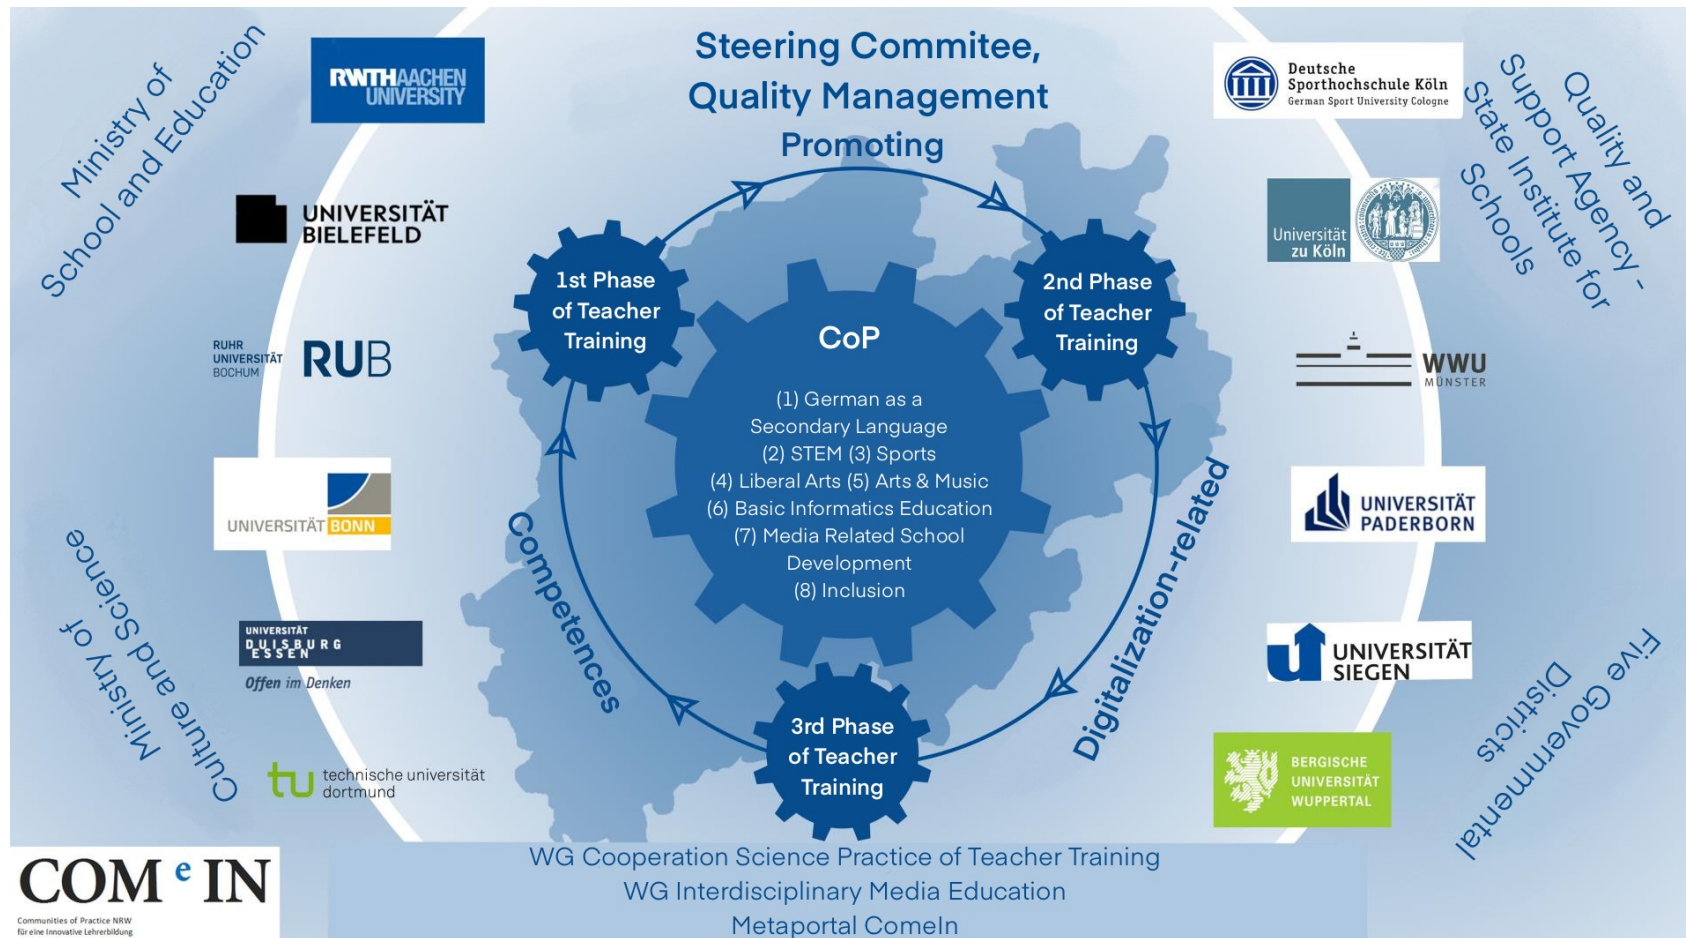 Steering Commitee,
Quality Management
Promoting
Ministry of
School and Education
RWTHAACHEN
UNIVERSITY
UNIVERSITÄT
BIELEFELD
RUHR
UNIVERSITÄT
BOCHUM
RUB
UNIVERSITÄT BONN
UNIVERSITÄT
DUISBURG
ESSEN
Offen im Denken
tu technische universität
dortmund
Ministry of
Culture and Science
1st Phase
of Teacher
Training
2nd Phase
of Teacher
Training
CoP
(1) German as a
Secondary Language
(2) STEM (3) Sports
(4) Liberal Arts (5) Arts & Music
(6) Basic Informatics Education
(7) Media Related School
Development
(8) Inclusion
Competences
Digitalization-related
3rd Phase
of Teacher
Training
Deutsche
Sporthochschule Köln
German Sport University Cologne
Quality and
Support Agency -
State Institute for
Schools
Universität
zu Köln
WWU
MÜNSTER
UNIVERSITÄT
PADERBORN
UNIVERSITÄT
SIEGEN
BERGISCHE
UNIVERSITÄT
WUPPERTAL
Five Governmental
Districts
COMeIN
Communities of Practice NRW
für eine Innovative Lehrerbildung
WG Cooperation Science Practice of Teacher Training
WG Interdisciplinary Media Education
Metaportal ComeIn